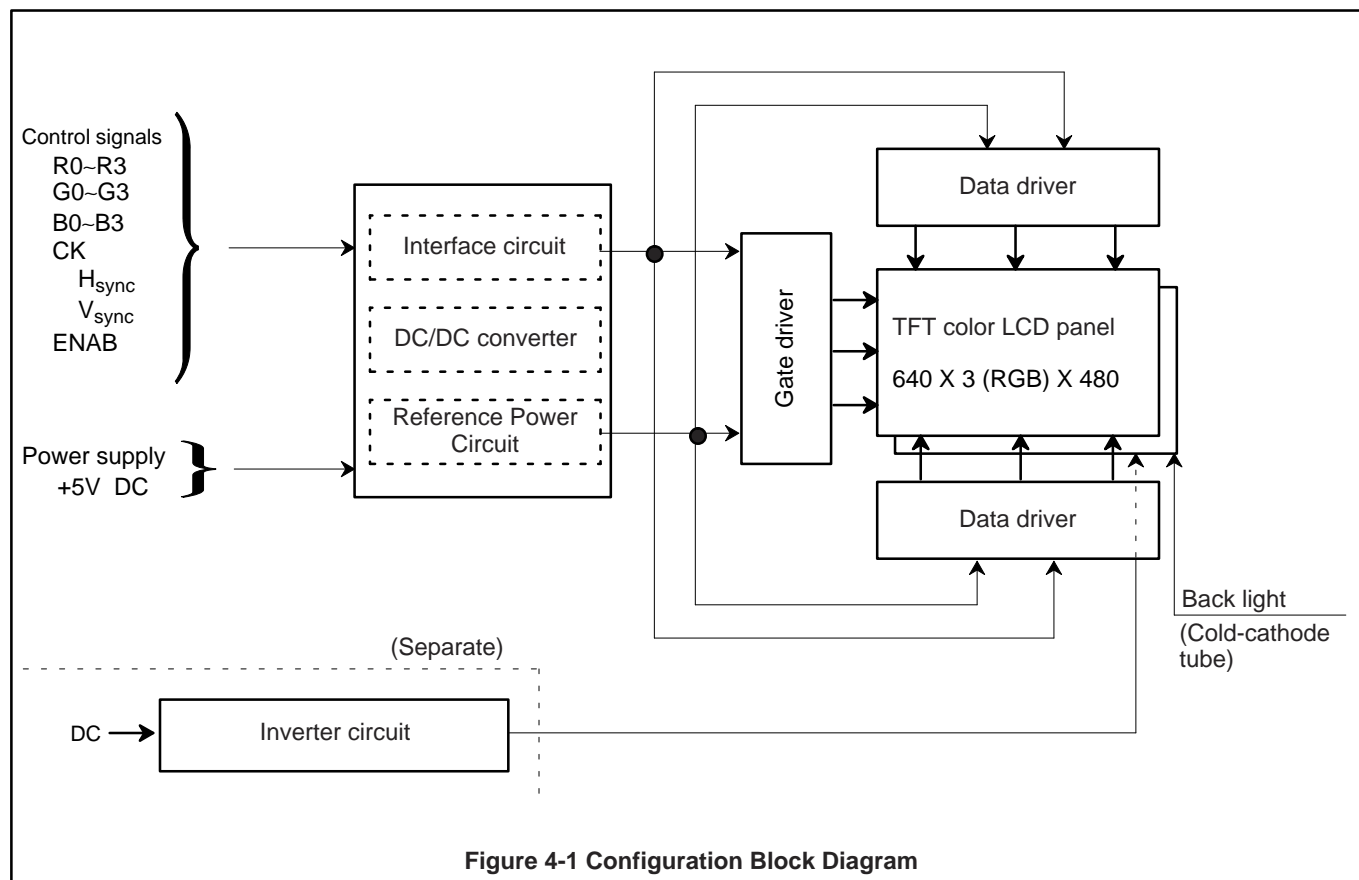 Control signals
R0~R3
G0~G3
B0~B3
CK
Hsync
Vsync
ENAB
Power supply
+5V DC
Interface circuit
DC/DC converter
Reference Power
Circuit
Gate driver
Data driver
TFT color LCD panel
640 X 3 (RGB) X 480
Data driver
Back light
(Cold-cathode
tube)
(Separate)
DC
Inverter circuit
Figure 4-1 Configuration Block Diagram